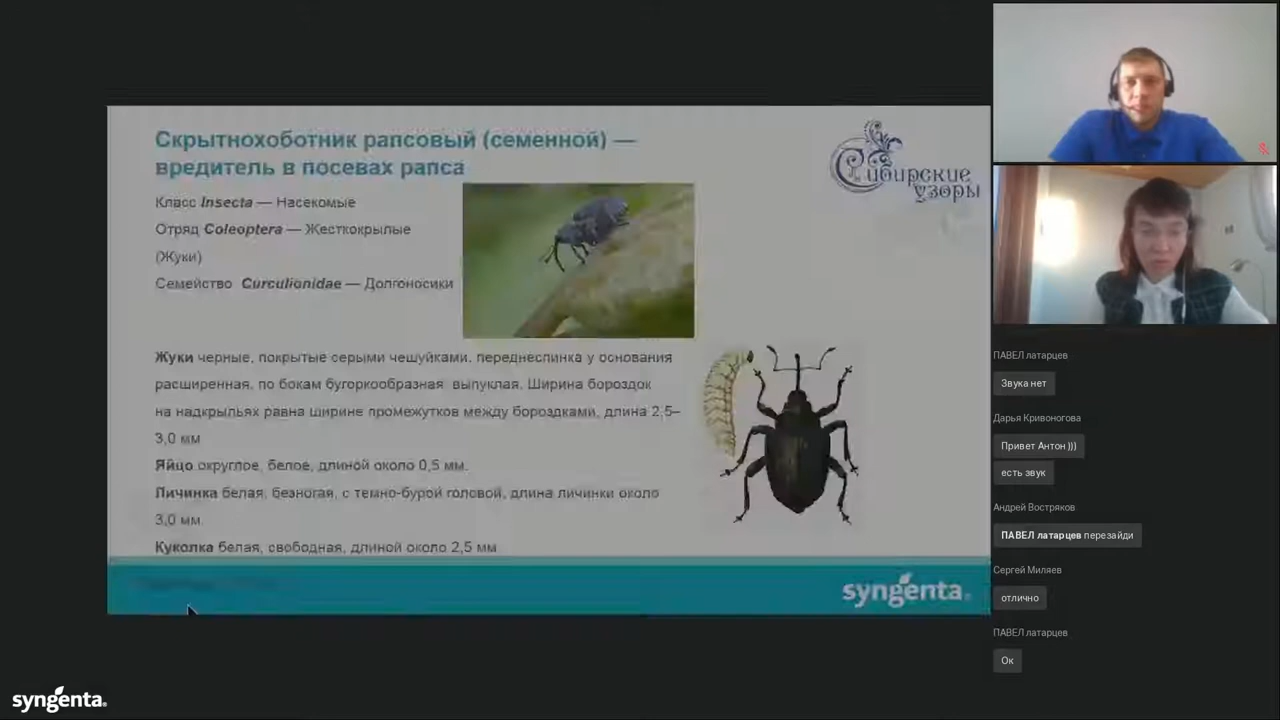 Скрытнохоботник рапсовый (семенной) —
вредитель в посевах рапса
Сибирские
узоры
Класс Insecta — Насекомые
Отряд Coleoptera — Жесткокрылые
(Жуки)
Семейство Curculionidae — Долгоносики
Жуки черные, покрытые серыми чешуйками, переднеспинка у основания
расширенная, по бокам бугоркообразная выпуклая. Ширина бороздок
на надкрыльях равна ширине промежутков между бороздками, длина 2,5–
3,0 мм
Яйцо округлое, белое, длиной около 0,5 мм.
Личинка белая, безногая, с темно-бурой головой, длина личинки около
3,0 мм.
Куколка белая, свободная, длиной около 2,5 мм
syngenta
syngenta
ПАВЕЛ латарцев
Звука нет
Дарья Кривоногова
Привет Антон )))
есть звук
Андрей Востряков
ПАВЕЛ латарцев перезайди
Сергей Миляев
отлично
ПАВЕЛ латарцев
Ок